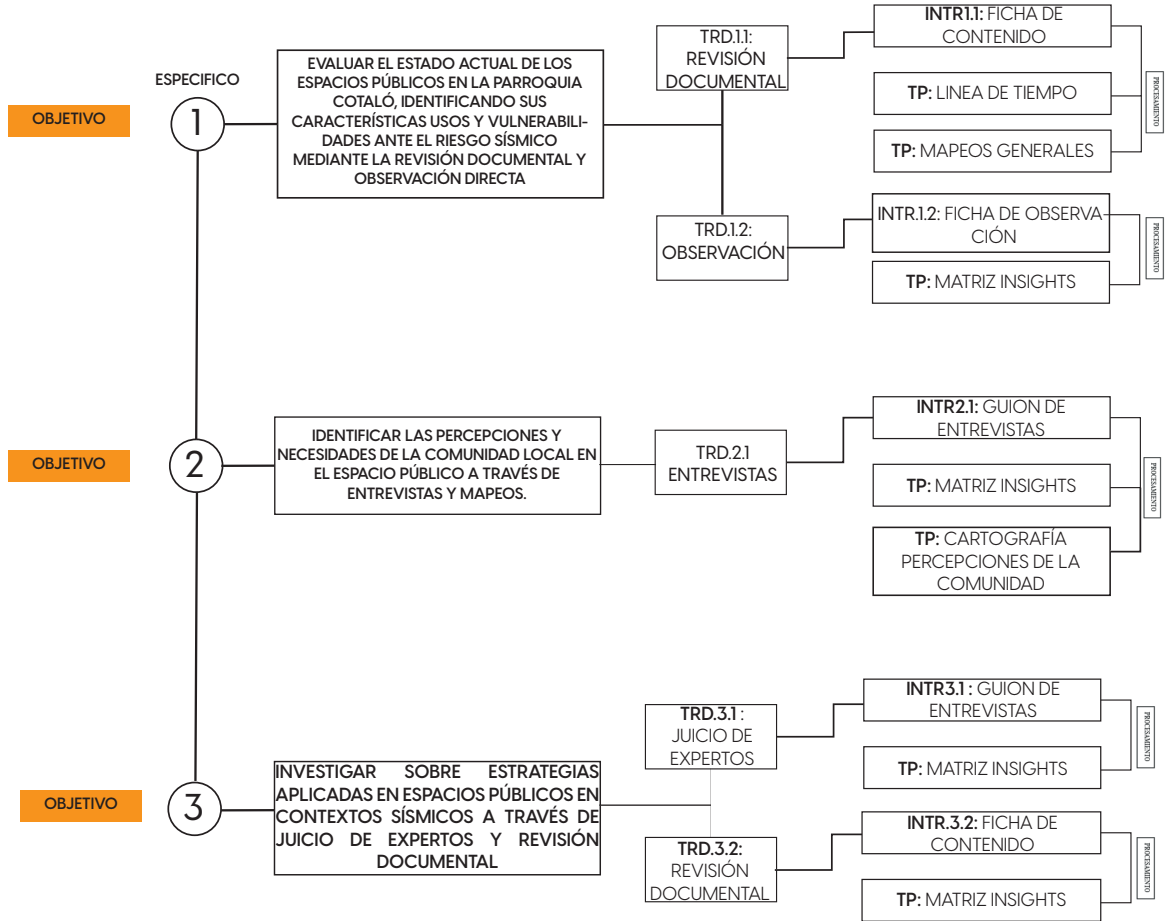 ESPECIFICO
OBJETIVO
1
EVALUAR EL ESTADO ACTUAL DE LOS
ESPACIOS PÚBLICOS EN LA PARROQUIA
COTALÓ, IDENTIFICANDO SUS
CARACTERÍSTICAS USOS Y VULNERABILI-
DADES ANTE EL RIESGO SÍSMICO
MEDIANTE LA REVISIÓN DOCUMENTAL Y
OBSERVACIÓN DIRECTA
TRD.1.1:
REVISIÓN
DOCUMENTAL
INTR1.1: FICHA DE
CONTENIDO
TP: LINEA DE TIEMPO
TP: MAPEOS GENERALES
PROCESAMIENTO
TRD.1.2:
OBSERVACIÓN
INTR.1.2: FICHA DE OBSERVA-
CIÓN
TP: MATRIZ INSIGHTS
PROCESAMIENTO
OBJETIVO
2
IDENTIFICAR LAS PERCEPCIONES Y
NECESIDADES DE LA COMUNIDAD LOCAL EN
EL ESPACIO PÚBLICO A TRAVÉS DE
ENTREVISTAS Y MAPEOS.
TRD.2.1
ENTREVISTAS
INTR2.1: GUION DE
ENTREVISTAS
TP: MATRIZ INSIGHTS
TP: CARTOGRAFÍA
PERCEPCIONES DE LA
COMUNIDAD
PROCESAMIENTO
OBJETIVO
3
INVESTIGAR SOBRE ESTRATEGIAS
APLICADAS EN ESPACIOS PÚBLICOS EN
CONTEXTOS SÍSMICOS A TRAVÉS DE
JUICIO DE EXPERTOS Y REVISIÓN
DOCUMENTAL
TRD.3.1 :
JUICIO DE
EXPERTOS
INTR3.1 : GUION DE
ENTREVISTAS
TP: MATRIZ INSIGHTS
PROCESAMIENTO
TRD.3.2:
REVISIÓN
DOCUMENTAL
INTR.3.2: FICHA DE
CONTENIDO
TP: MATRIZ INSIGHTS
PROCESAMIENTO